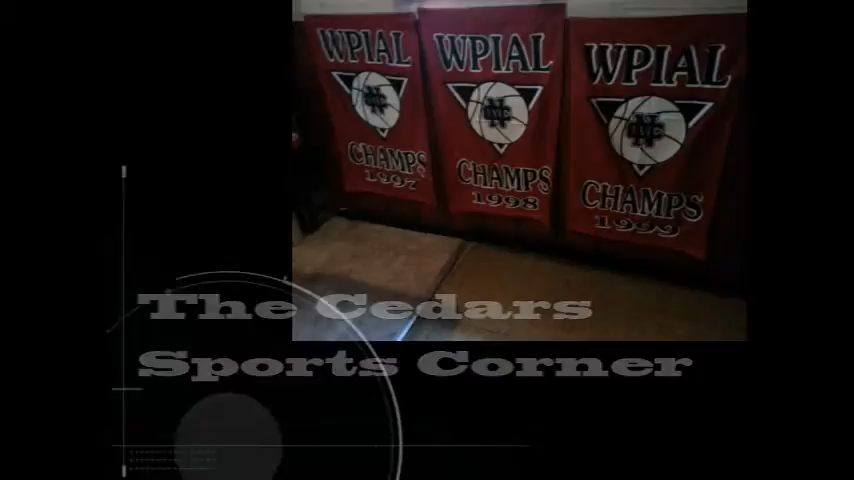 WPIAL
CHAMPS
1997
WPIAL
CHAMPS
1998
WPIAL
CHAMPS
1999
The Cedars
Sports Corner